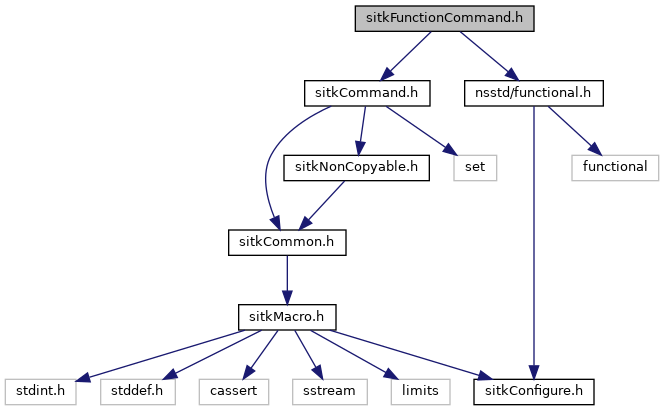 sitkFunctionCommand.h
sitkCommand.h
nsstd/functional.h
sitkNonCopyable.h
set
functional
sitkCommon.h
sitkMacro.h
stdint.h
stddef.h
cassert
sstream
limits
sitkConfigure.h